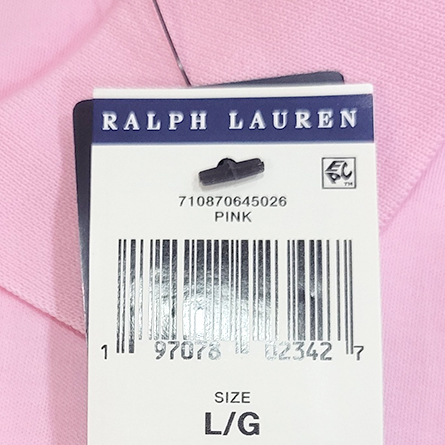 RALPH LAUREN
710870645026
PINK
1 97078 02342 7
SIZE
L/G